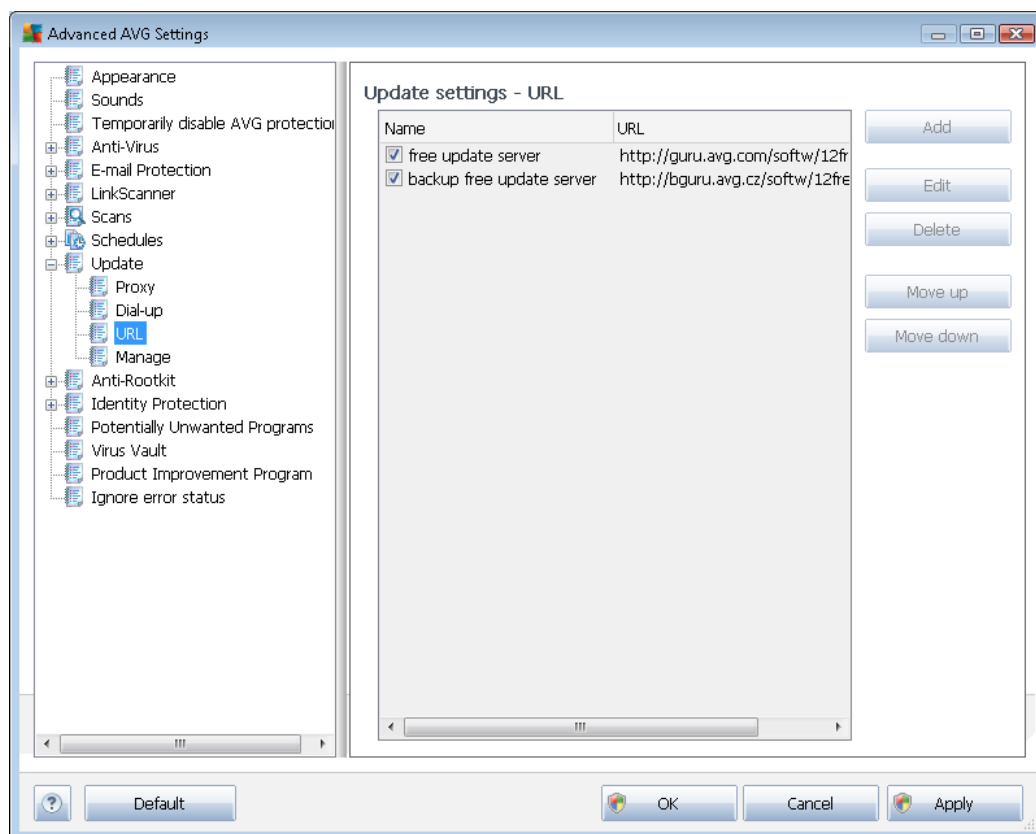 Advanced AVG Settings
Appearance
Sounds
Temporarily disable AVG protection
Anti-Virus
E-mail Protection
LinkScanner
Scans
Schedules
Update
Proxy
Dial-up
URL
Manage
Anti-Rootkit
Identity Protection
Potentially Unwanted Programs
Virus Vault
Product Improvement Program
Ignore error status
Update settings - URL
Name URL
free update server http://guru.avg.com/softw/12fr
backup free update server http://bguru.avg.cz/softw/12fre
Add
Edit
Delete
Move up
Move down
? Default OK Cancel Apply